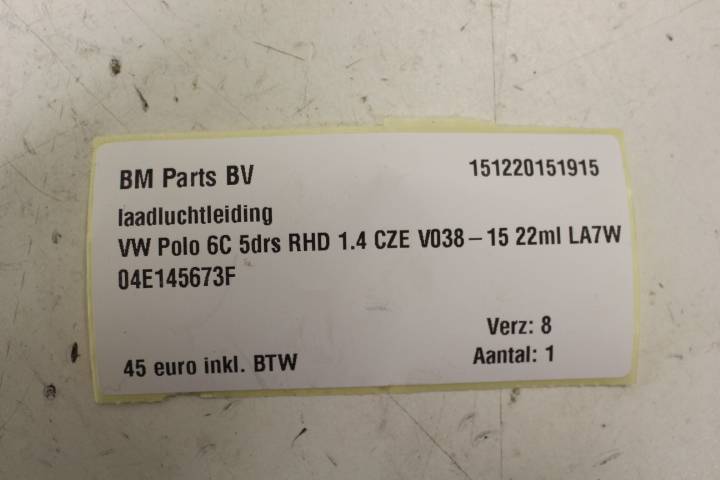 BM Parts BV 151220151915
laadluchtleiding
VW Polo 6C 5drs RHD 1.4 CZE V038-15 22ml LA7W
04E145673F
Verz: 8
45 euro inkl. BTW Aantal: 1